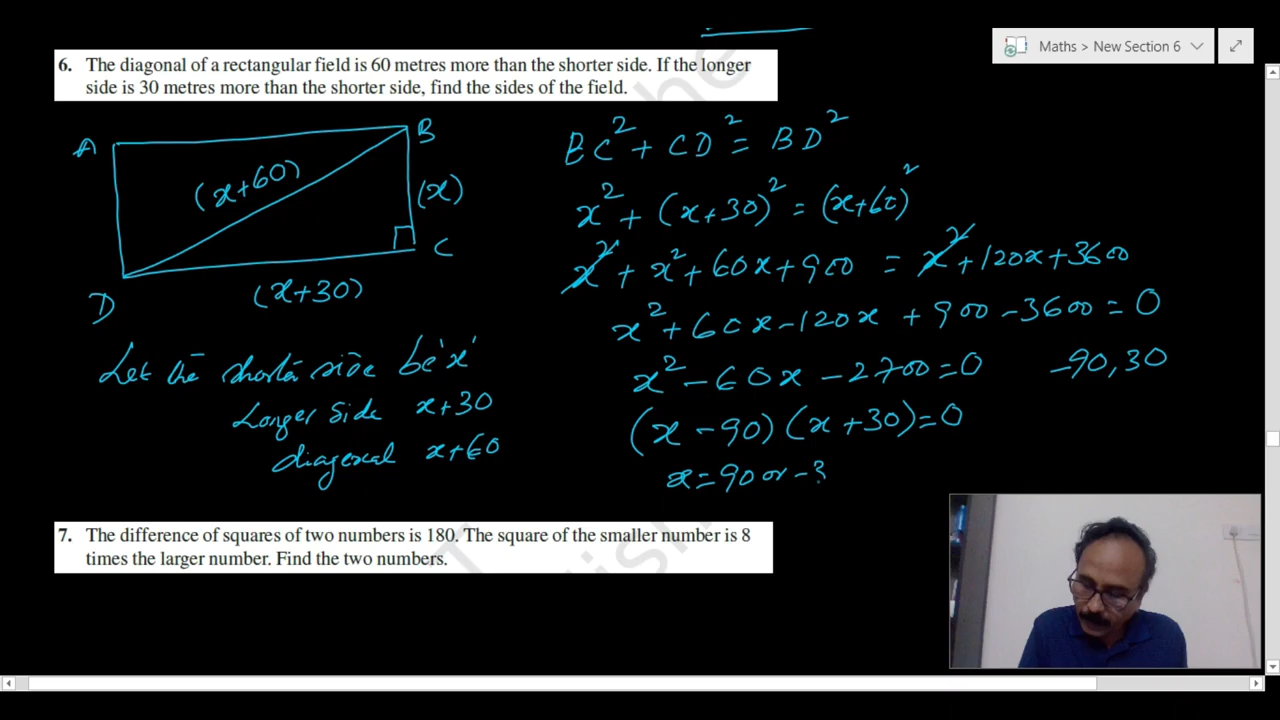 Maths > New Section 6
6. The diagonal of a rectangular field is 60 metres more than the shorter side. If the longer
side is 30 metres more than the shorter side, find the sides of the field.
A
B
(x+60)
(x)
C
D
(x+30)
Let the shorter side be 'x'
Longer side x+30
diagonal x+60
BC² + CD² = BD²
x² + (x+30)² = (x+60)²
x² + x² + 60x + 900 = x² + 120x + 3600
x² + 60x - 120x + 900 - 3600 = 0
x² - 60x - 2700 = 0 -90, 30
(x - 90) (x + 30) = 0
x = 90 or -3
7. The difference of squares of two numbers is 180. The square of the smaller number is 8
times the larger number. Find the two numbers.